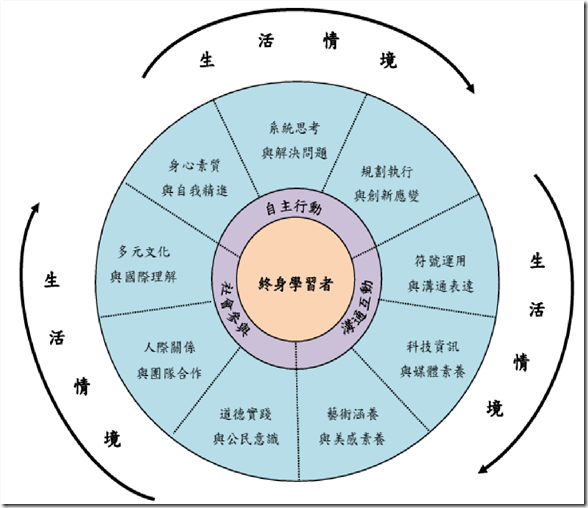 生活情境
系統思考
與解決問題
身心素質
與自我精進
規劃執行
與創新應變
自主行動
多元文化
與國際理解
符號運用
與溝通表達
終身學習者
社會參與
溝通互動
生活情境
生活情境
人際關係
與團隊合作
科技資訊
與媒體素養
道德實踐
與公民意識
藝術涵養
與美感素養